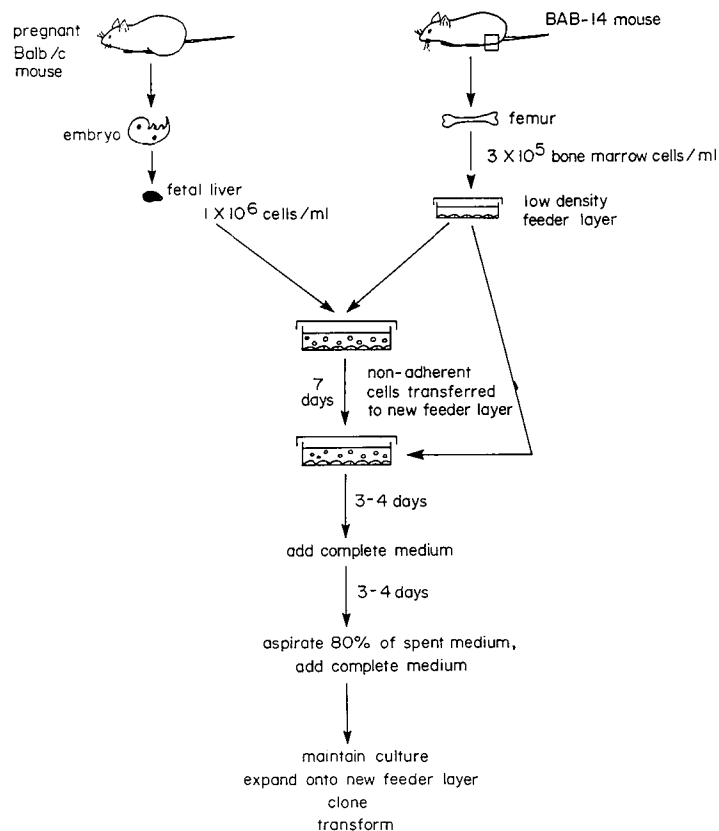 pregnant
Balb/c
mouse
BAB-14 mouse
embryo
femur
3 X 10^5 bone marrow cells/ml
fetal liver
1 X 10^6 cells/ml
low density
feeder layer
7
days
non-adherent
cells transferred
to new feeder layer
3-4 days
add complete medium
3-4 days
aspirate 80% of spent medium,
add complete medium
maintain culture
expand onto new feeder layer
clone
transform